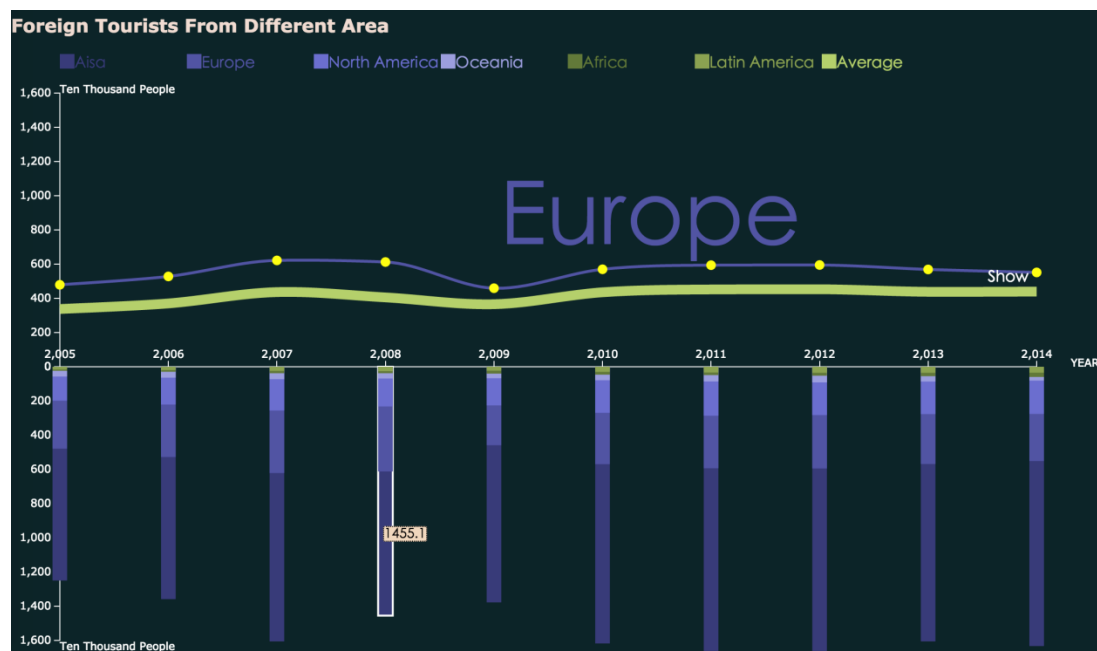 Foreign Tourists From Different Area
Aisa Europe North America Oceania Africa Latin America Average
1,600 Ten Thousand People
1,400
1,200
1,000
Europe
800
600
Show
400
200
2,005 2,006 2,007 2,008 2,009 2,010 2,011 2,012 2,013 2,014
0 YEAR
200
400
600
800
1,000 1455.1
1,200
1,400
1,600 Ten Thousand People